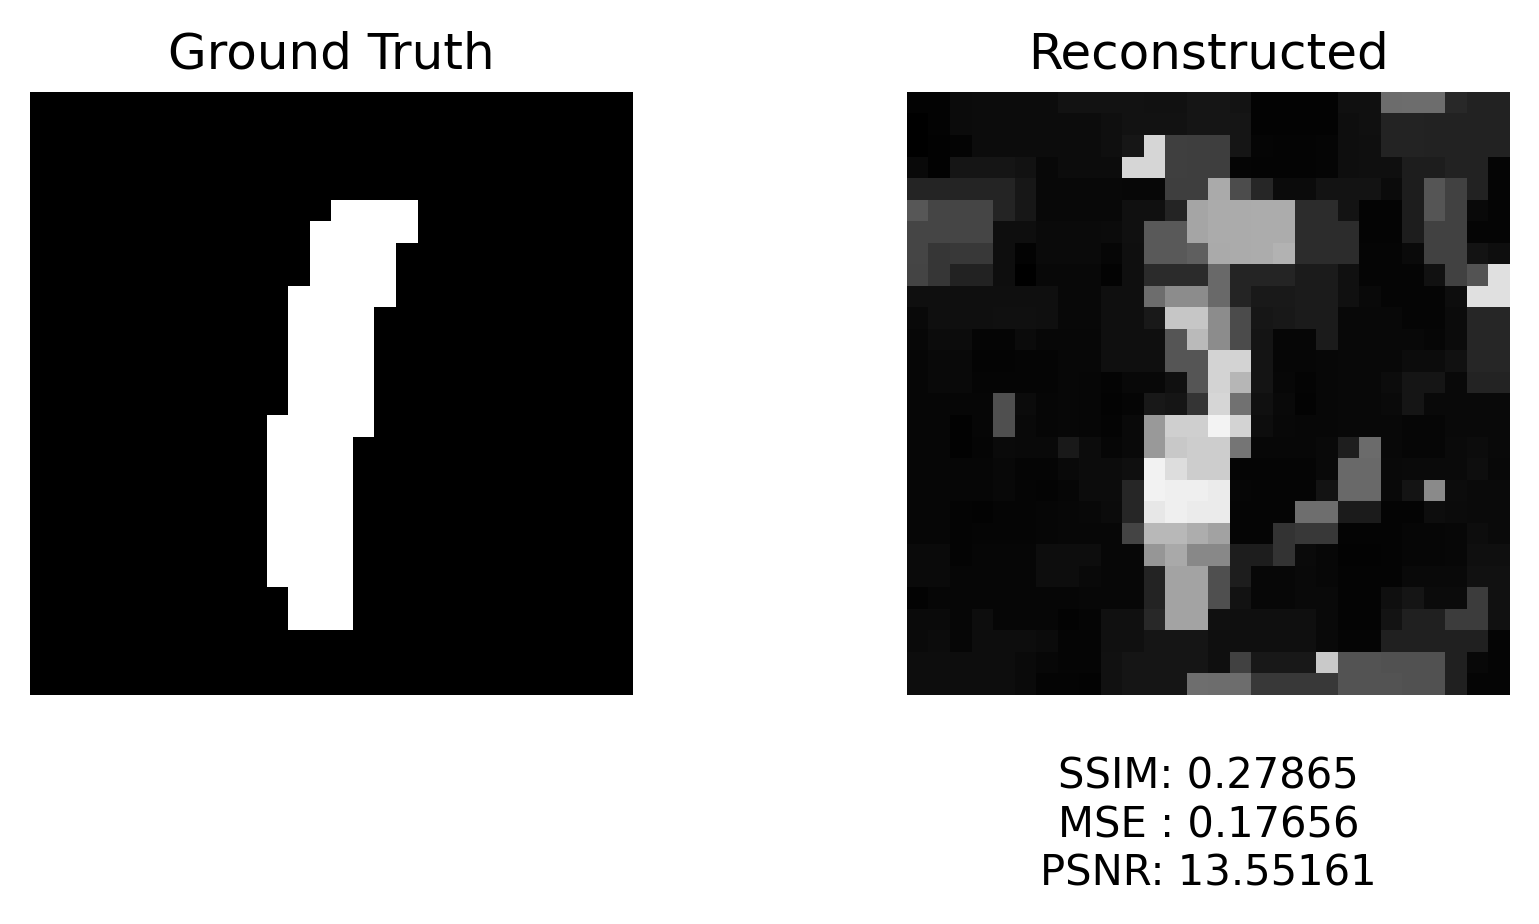 Ground Truth
Reconstructed
SSIM: 0.27865
MSE : 0.17656
PSNR: 13.55161